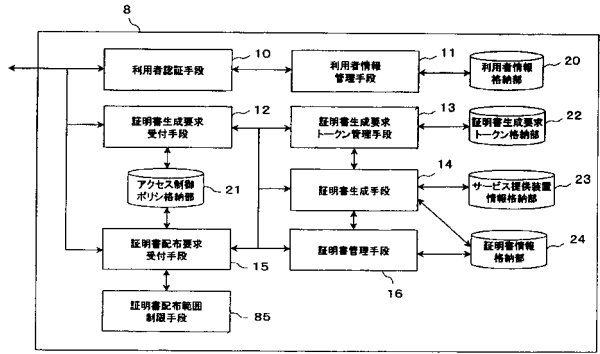 8
利用者認証手段
10
利用者情報
管理手段
11
利用者情報
格納部
20
証明書生成要求
受付手段
12
証明書生成要求
トークン管理手段
13
証明書生成要求
トークン格納部
22
アクセス制御
ポリシ格納部
21
証明書生成手段
14
サービス提供装置
情報格納部
23
証明書配布要求
受付手段
15
証明書管理手段
16
証明書情報
格納部
24
証明書配布範囲
制限手段
85